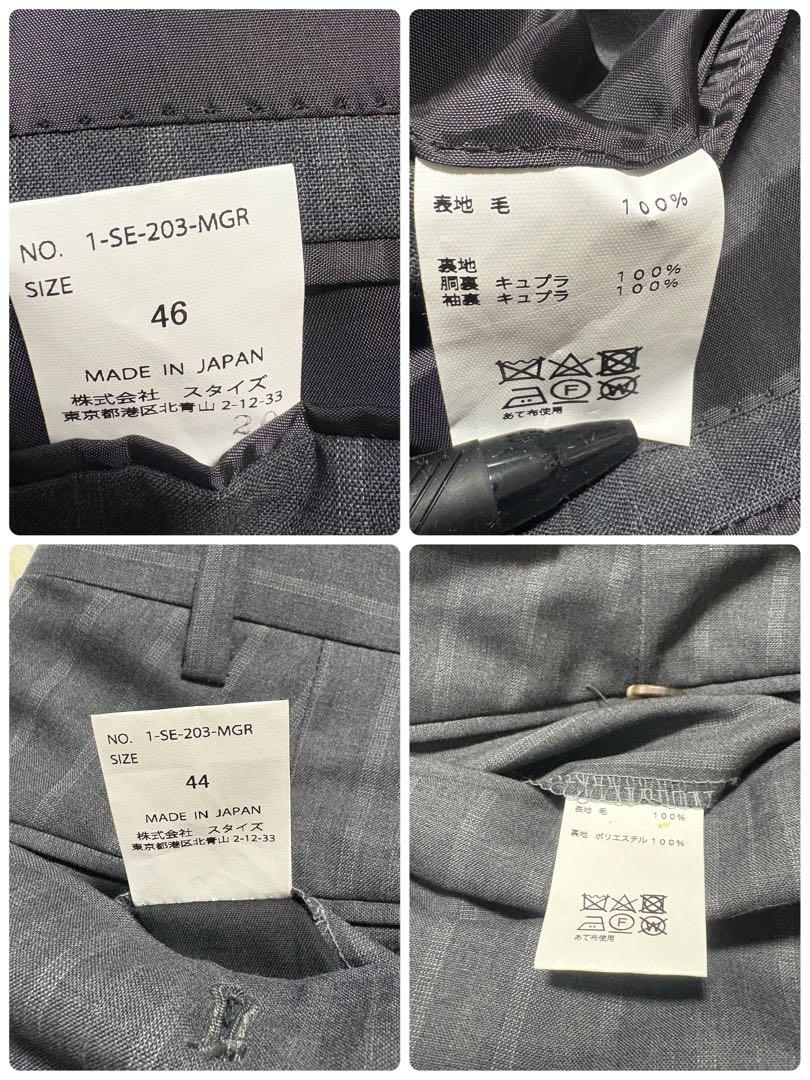 NO. 1-SE-203-MGR
SIZE
46
MADE IN JAPAN
株式会社 スタイズ
東京都港区北青山 2-12-33
表地 毛 100%
裏地
胴裏 キュプラ 100%
袖裏 キュプラ 100%
F
W
あて布使用
NO. 1-SE-203-MGR
SIZE
44
MADE IN JAPAN
株式会社 スタイズ
東京都港区北青山 2-12-33
表地 毛 100%
裏地 ポリエステル 100%
F
W
あて布使用